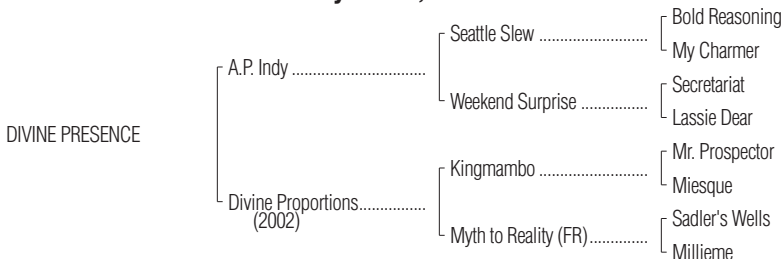 Bold Reasoning
Seattle Slew ..........................
My Charmer
A.P. Indy ................................
Secretariat
Weekend Surprise ................
Lassie Dear
DIVINE PRESENCE
Mr. Prospector
Kingmambo ..........................
Miesque
Divine Proportions................
(2002)
Sadler's Wells
Myth to Reality (FR)..............
Millieme